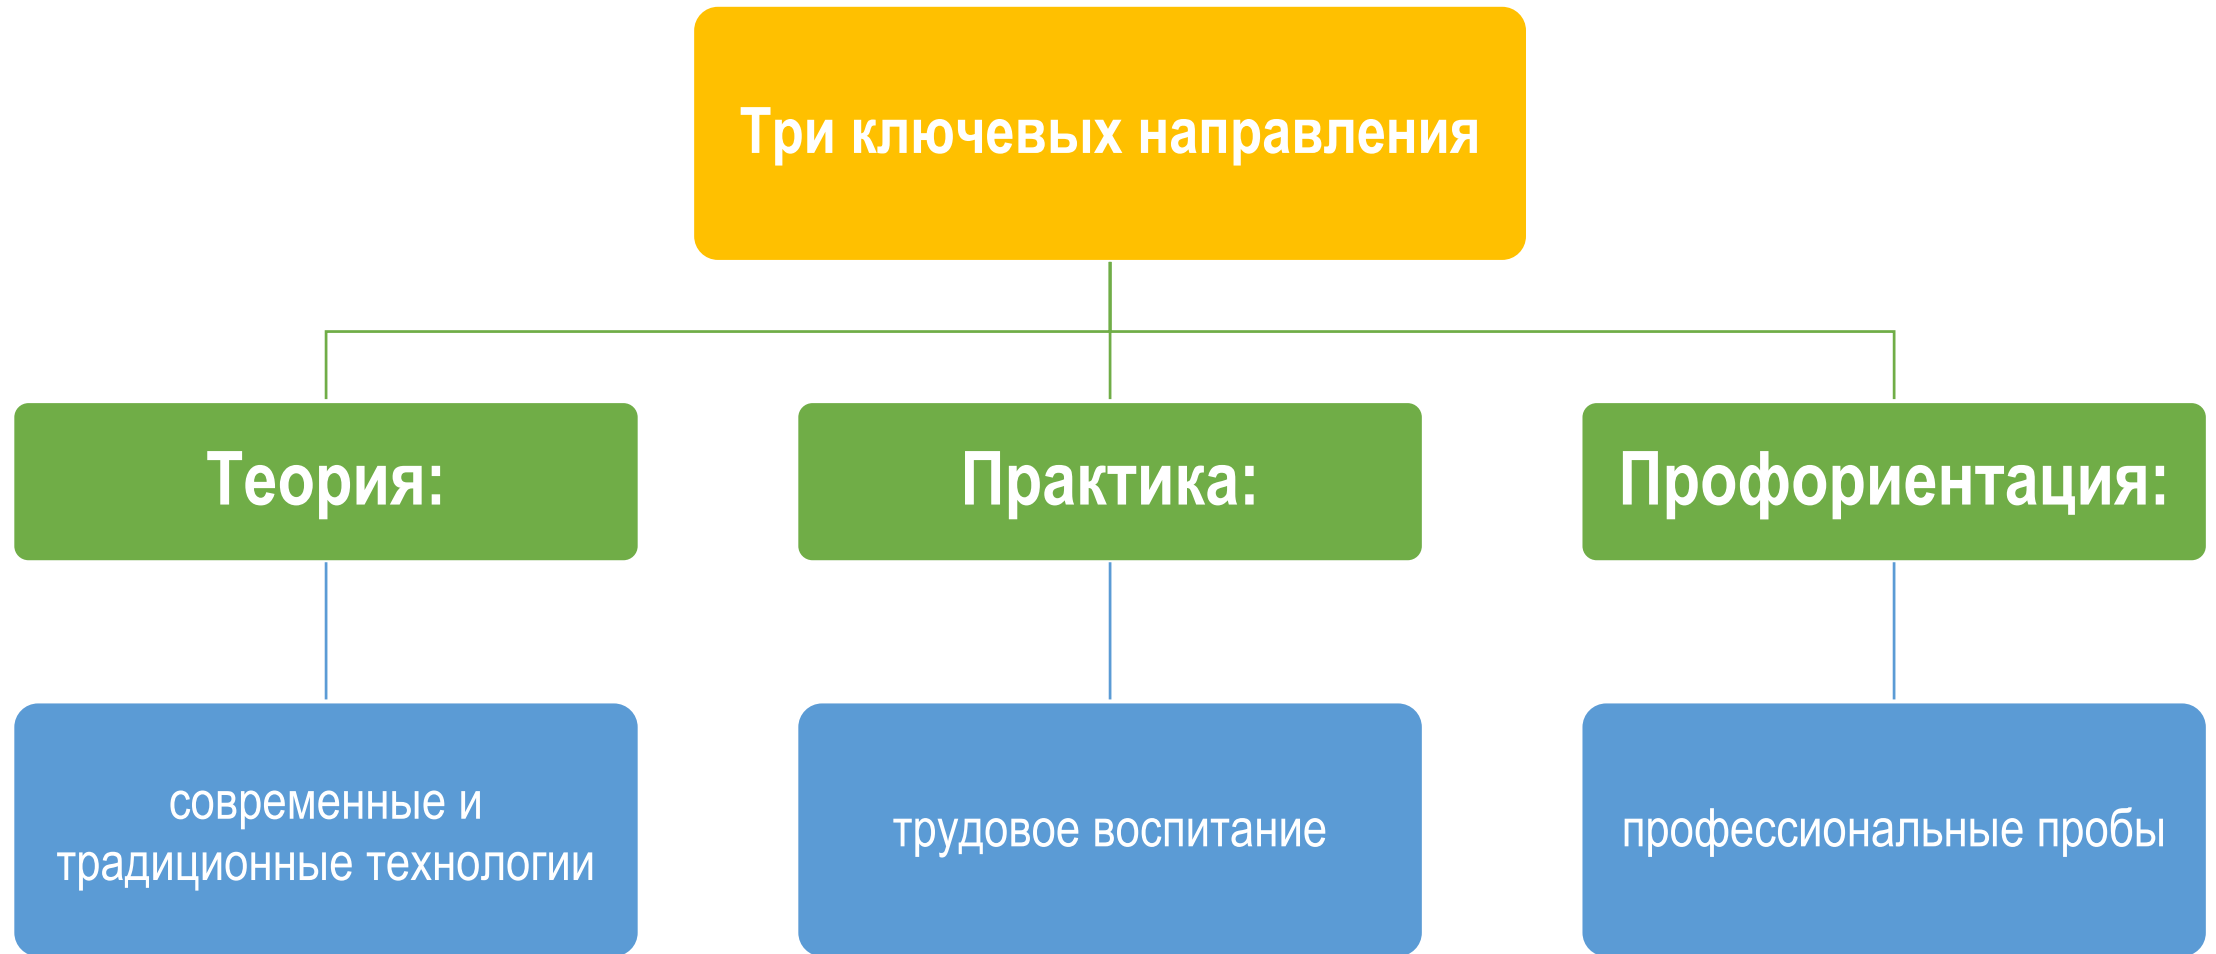 Три ключевых направления
Теория:
Практика:
Профориентация:
современные и
традиционные технологии
трудовое воспитание
профессиональные пробы